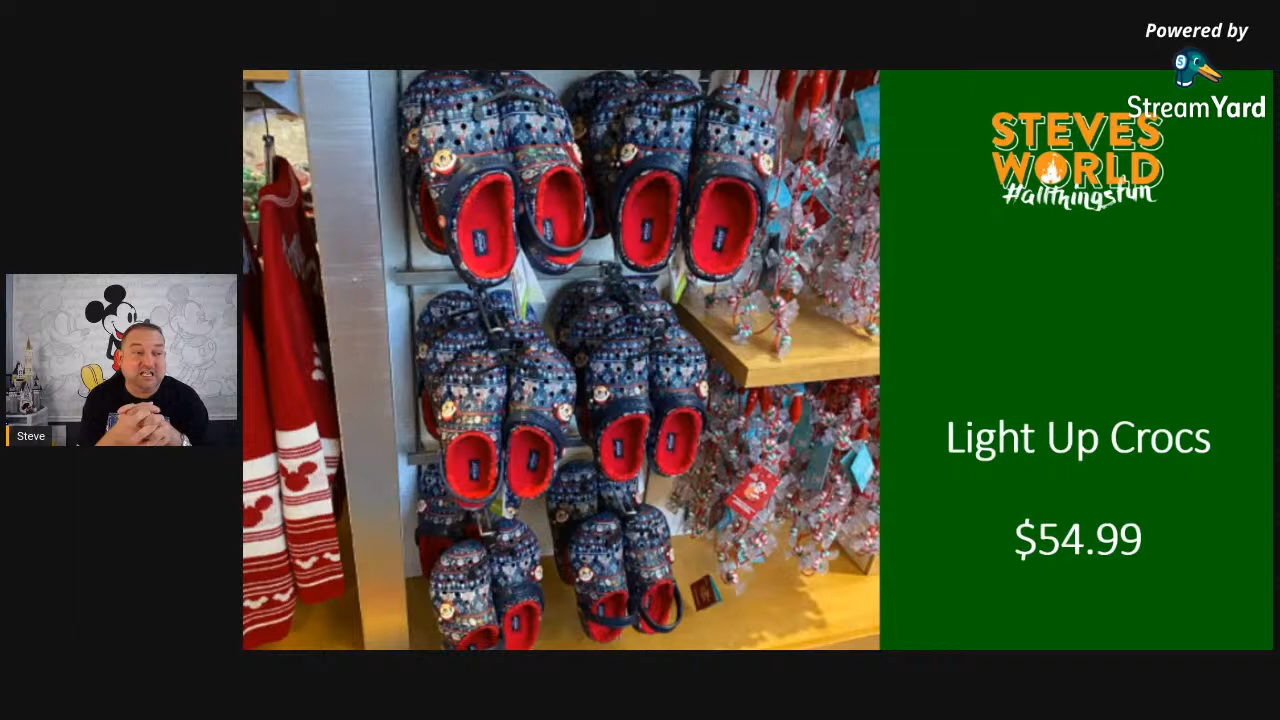 Powered by
StreamYard
STEVES
WORLD
#allthingsfun
Steve
Light Up Crocs
$54.99